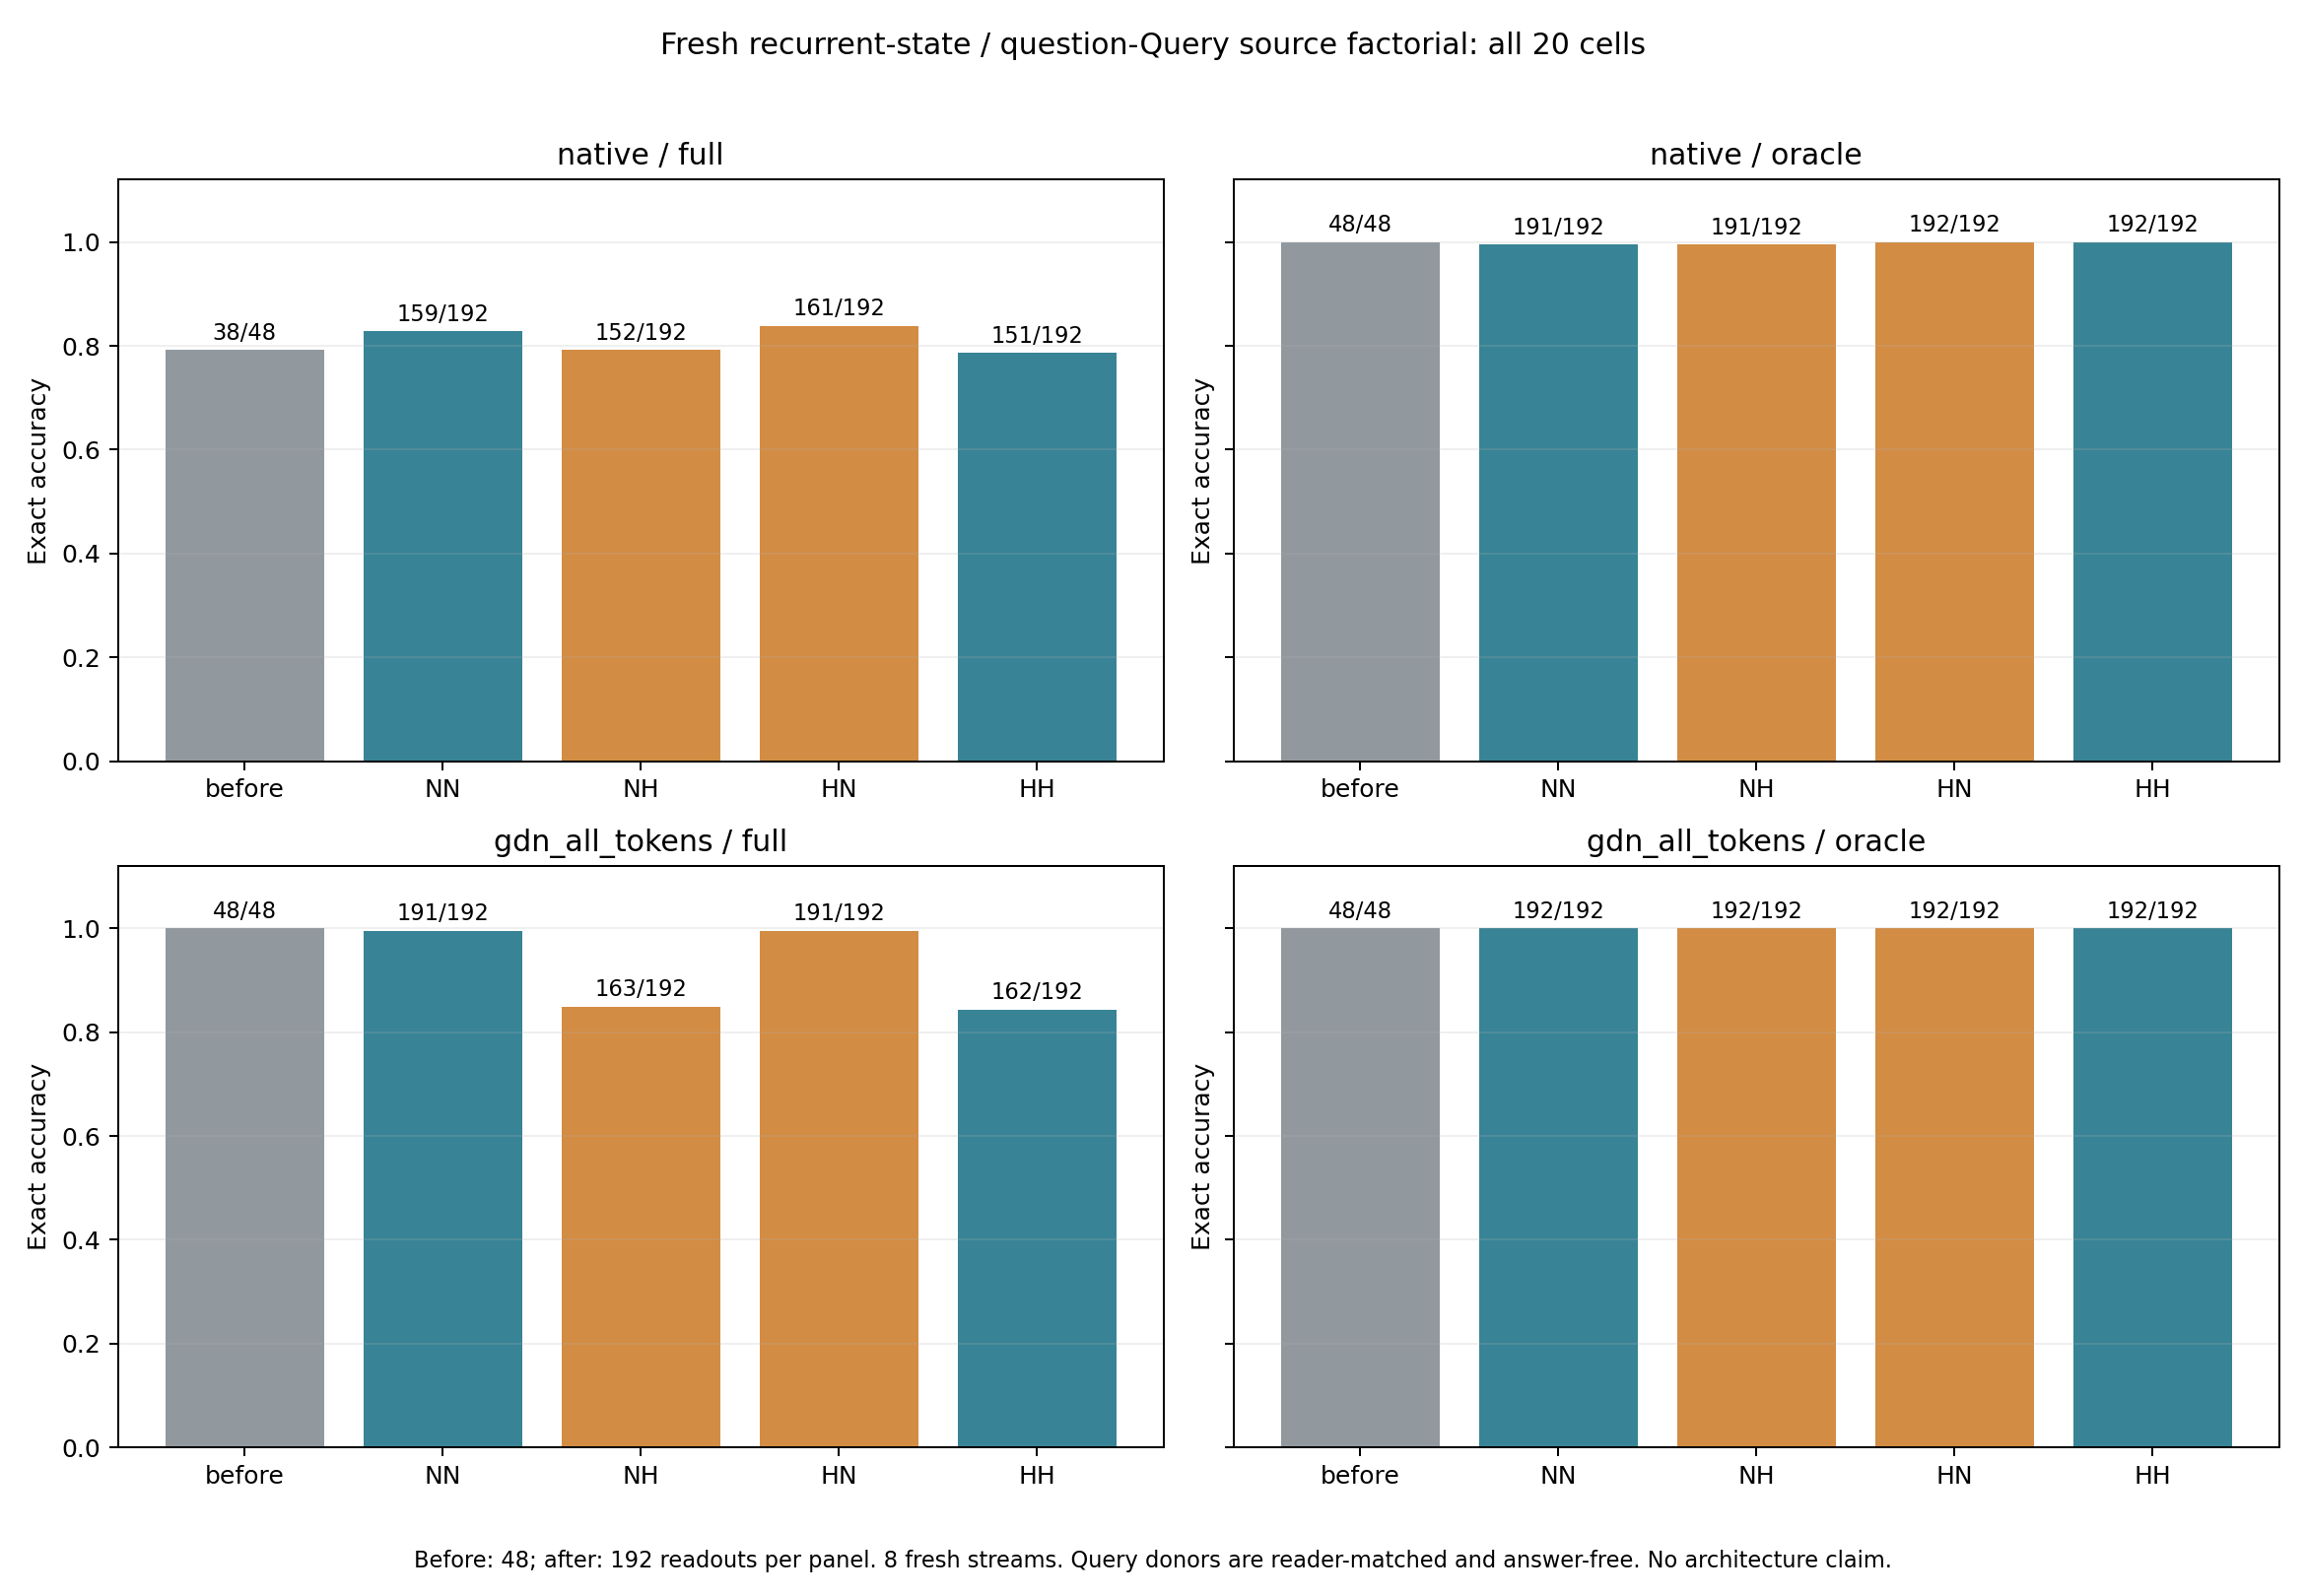 Fresh recurrent-state / question-Query source factorial: all 20 cells
native / full
Exact accuracy
1.0
0.8
0.6
0.4
0.2
0.0
38/48
159/192
152/192
161/192
151/192
before
NN
NH
HN
HH
native / oracle
Exact accuracy
48/48
191/192
191/192
192/192
192/192
before
NN
NH
HN
HH
gdn_all_tokens / full
Exact accuracy
1.0
0.8
0.6
0.4
0.2
0.0
48/48
191/192
163/192
191/192
162/192
before
NN
NH
HN
HH
gdn_all_tokens / oracle
Exact accuracy
48/48
192/192
192/192
192/192
192/192
before
NN
NH
HN
HH
Before: 48; after: 192 readouts per panel. 8 fresh streams. Query donors are reader-matched and answer-free. No architecture claim.